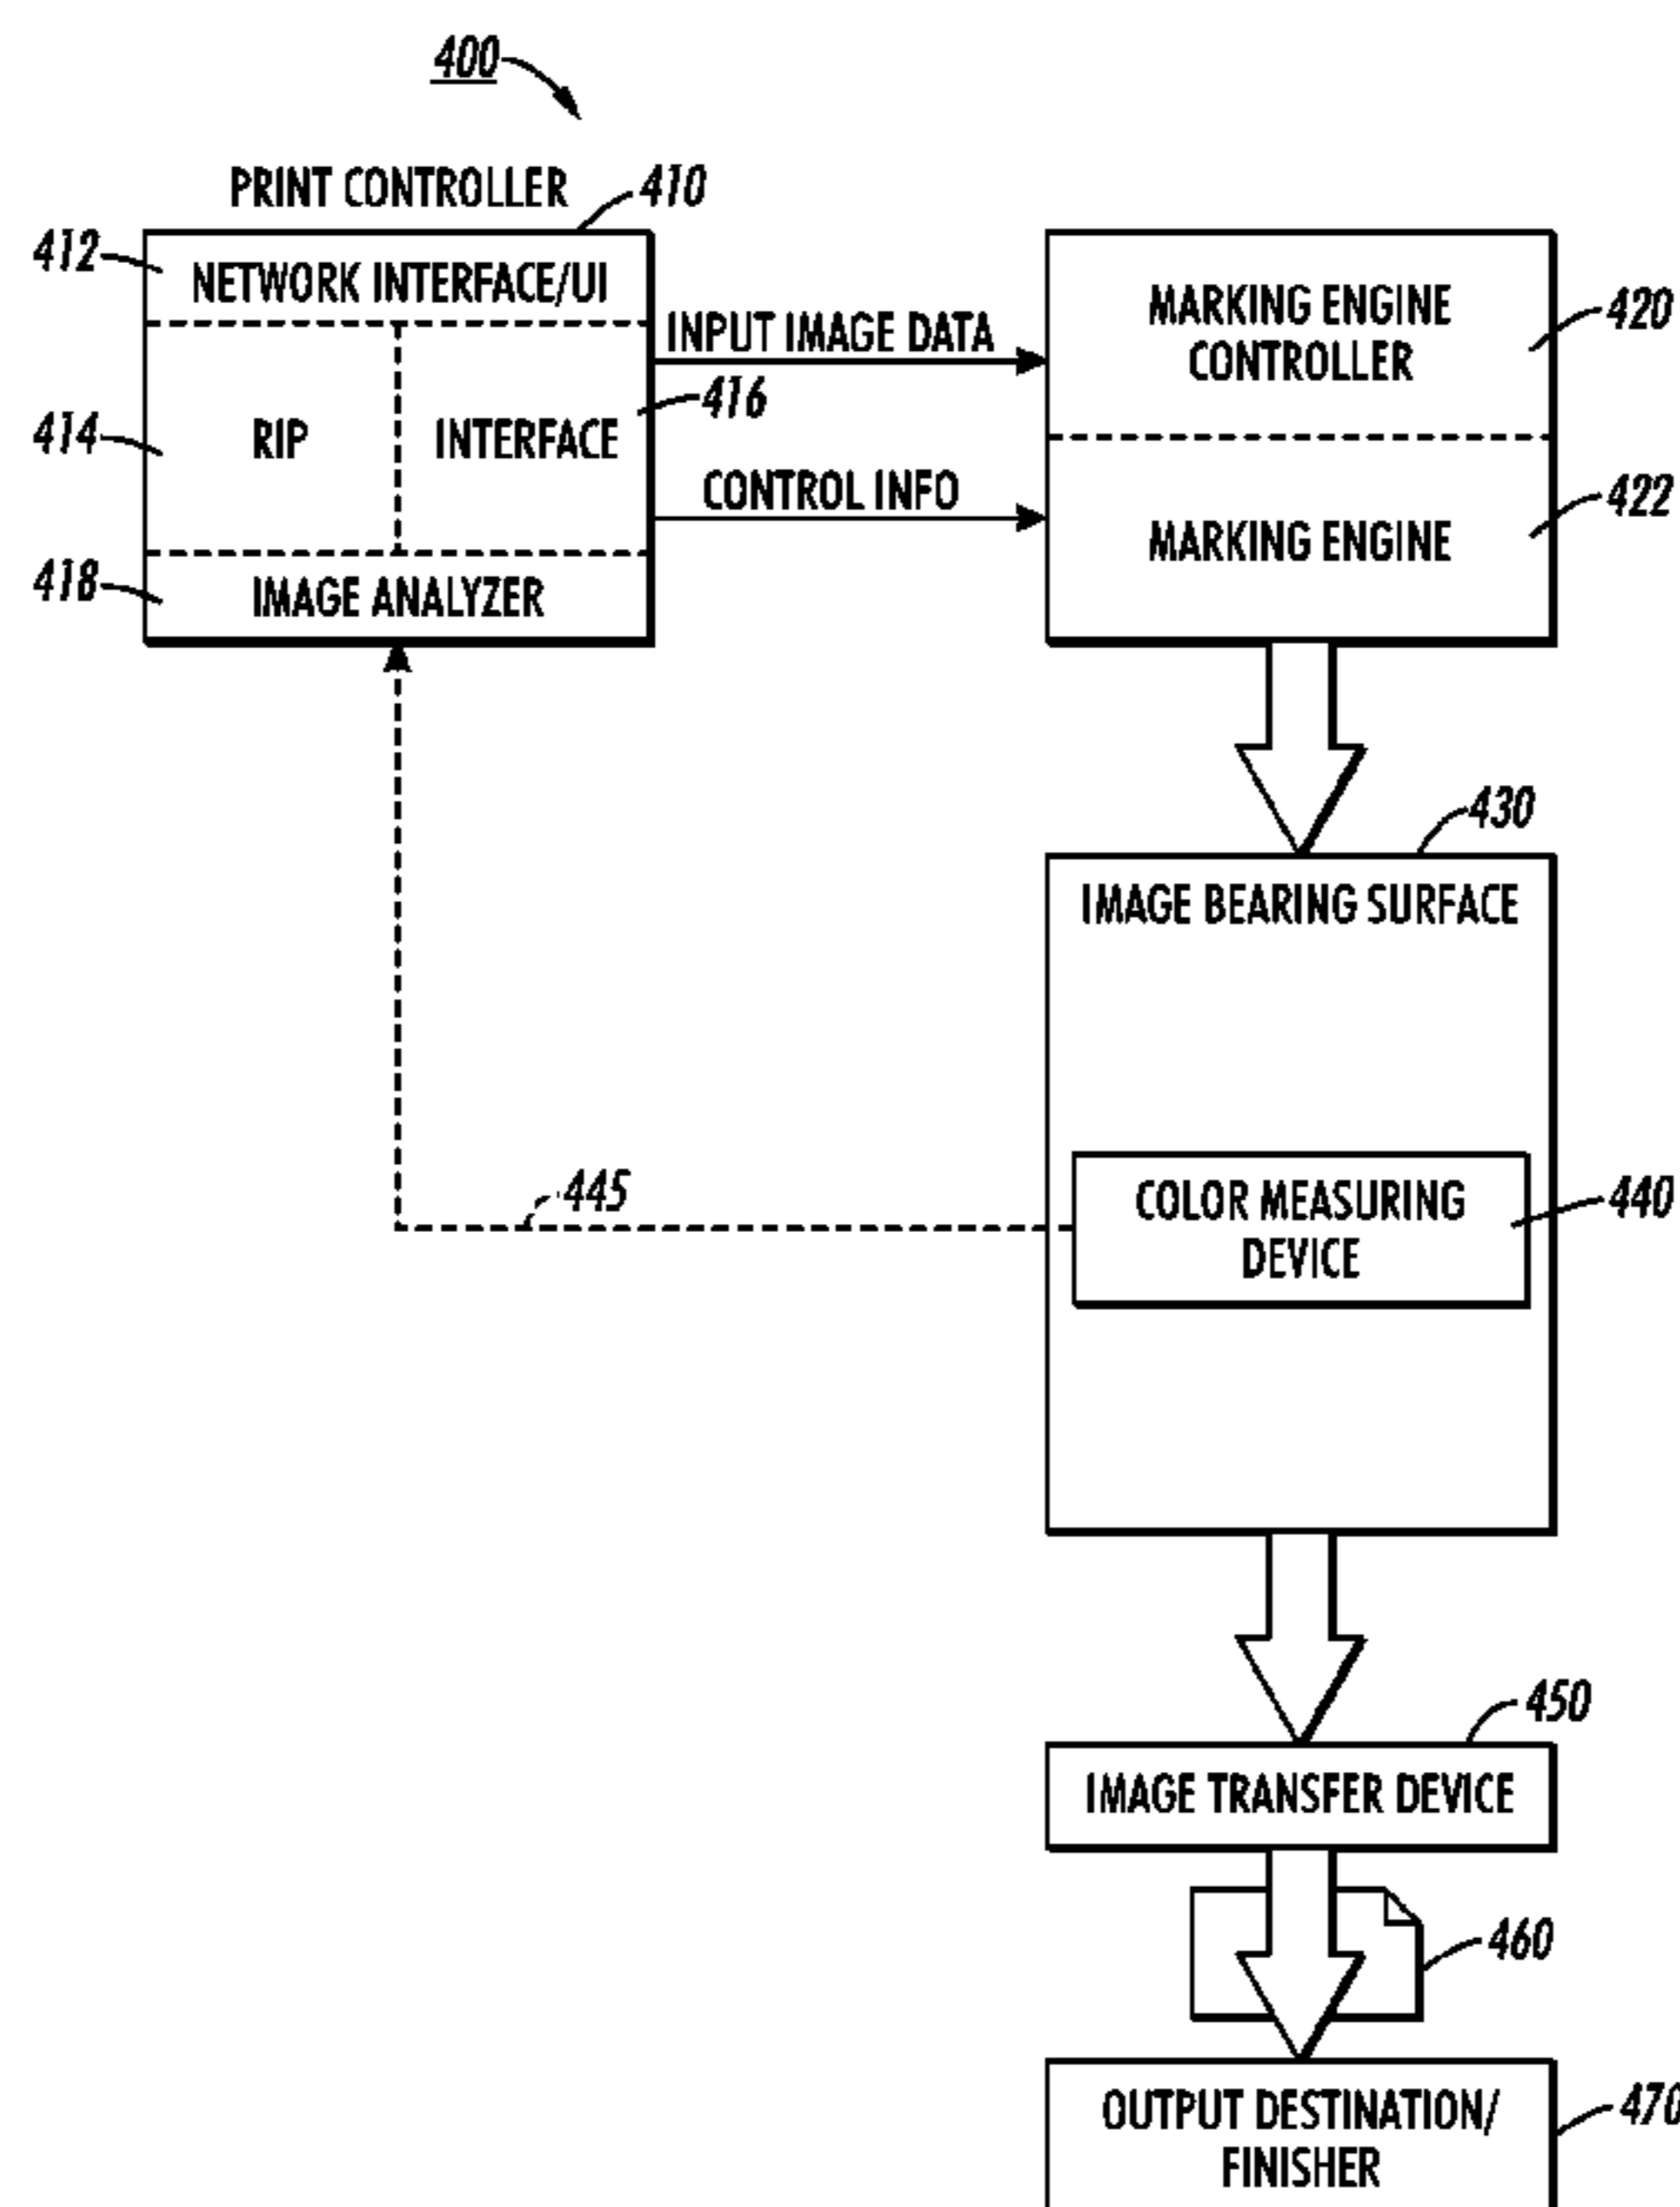 400
PRINT CONTROLLER
410
412
NETWORK INTERFACE/UI
414
RIP
INTERFACE
416
418
IMAGE ANALYZER
INPUT IMAGE DATA
CONTROL INFO
MARKING ENGINE
CONTROLLER
420
MARKING ENGINE
422
430
IMAGE BEARING SURFACE
COLOR MEASURING
DEVICE
440
445
450
IMAGE TRANSFER DEVICE
460
OUTPUT DESTINATION/
FINISHER
470